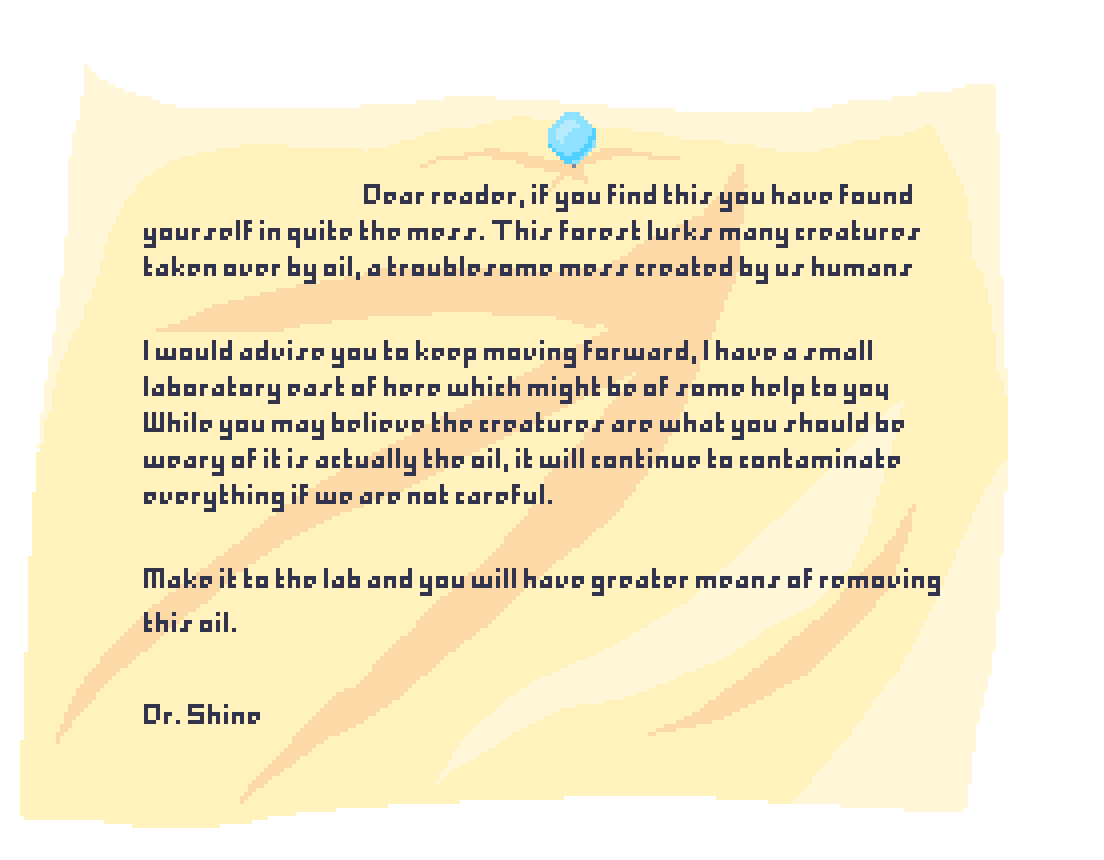 Dear reader, if you find this you have found
yourself in quite the mess. This forest lurks many creatures
taken over by oil, a troublesome mess created by us humans
I would advise you to keep moving forward, I have a small
laboratory east of here which might be of some help to you
While you may believe the creatures are what you should be
weary of it is actually the oil, it will continue to contaminate
everything if we are not careful.
Make it to the lab and you will have greater means of removing
this oil.
Dr. Shine